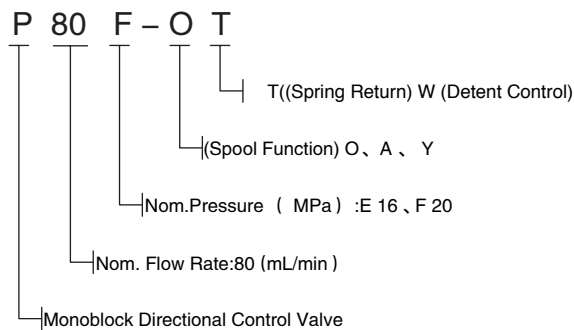 P 80 F – O T
T((Spring Return) W (Detent Control)
(Spool Function) O、A、 Y
Nom.Pressure （ MPa）:E 16、F 20
Nom. Flow Rate:80 (mL/min)
Monoblock Directional Control Valve